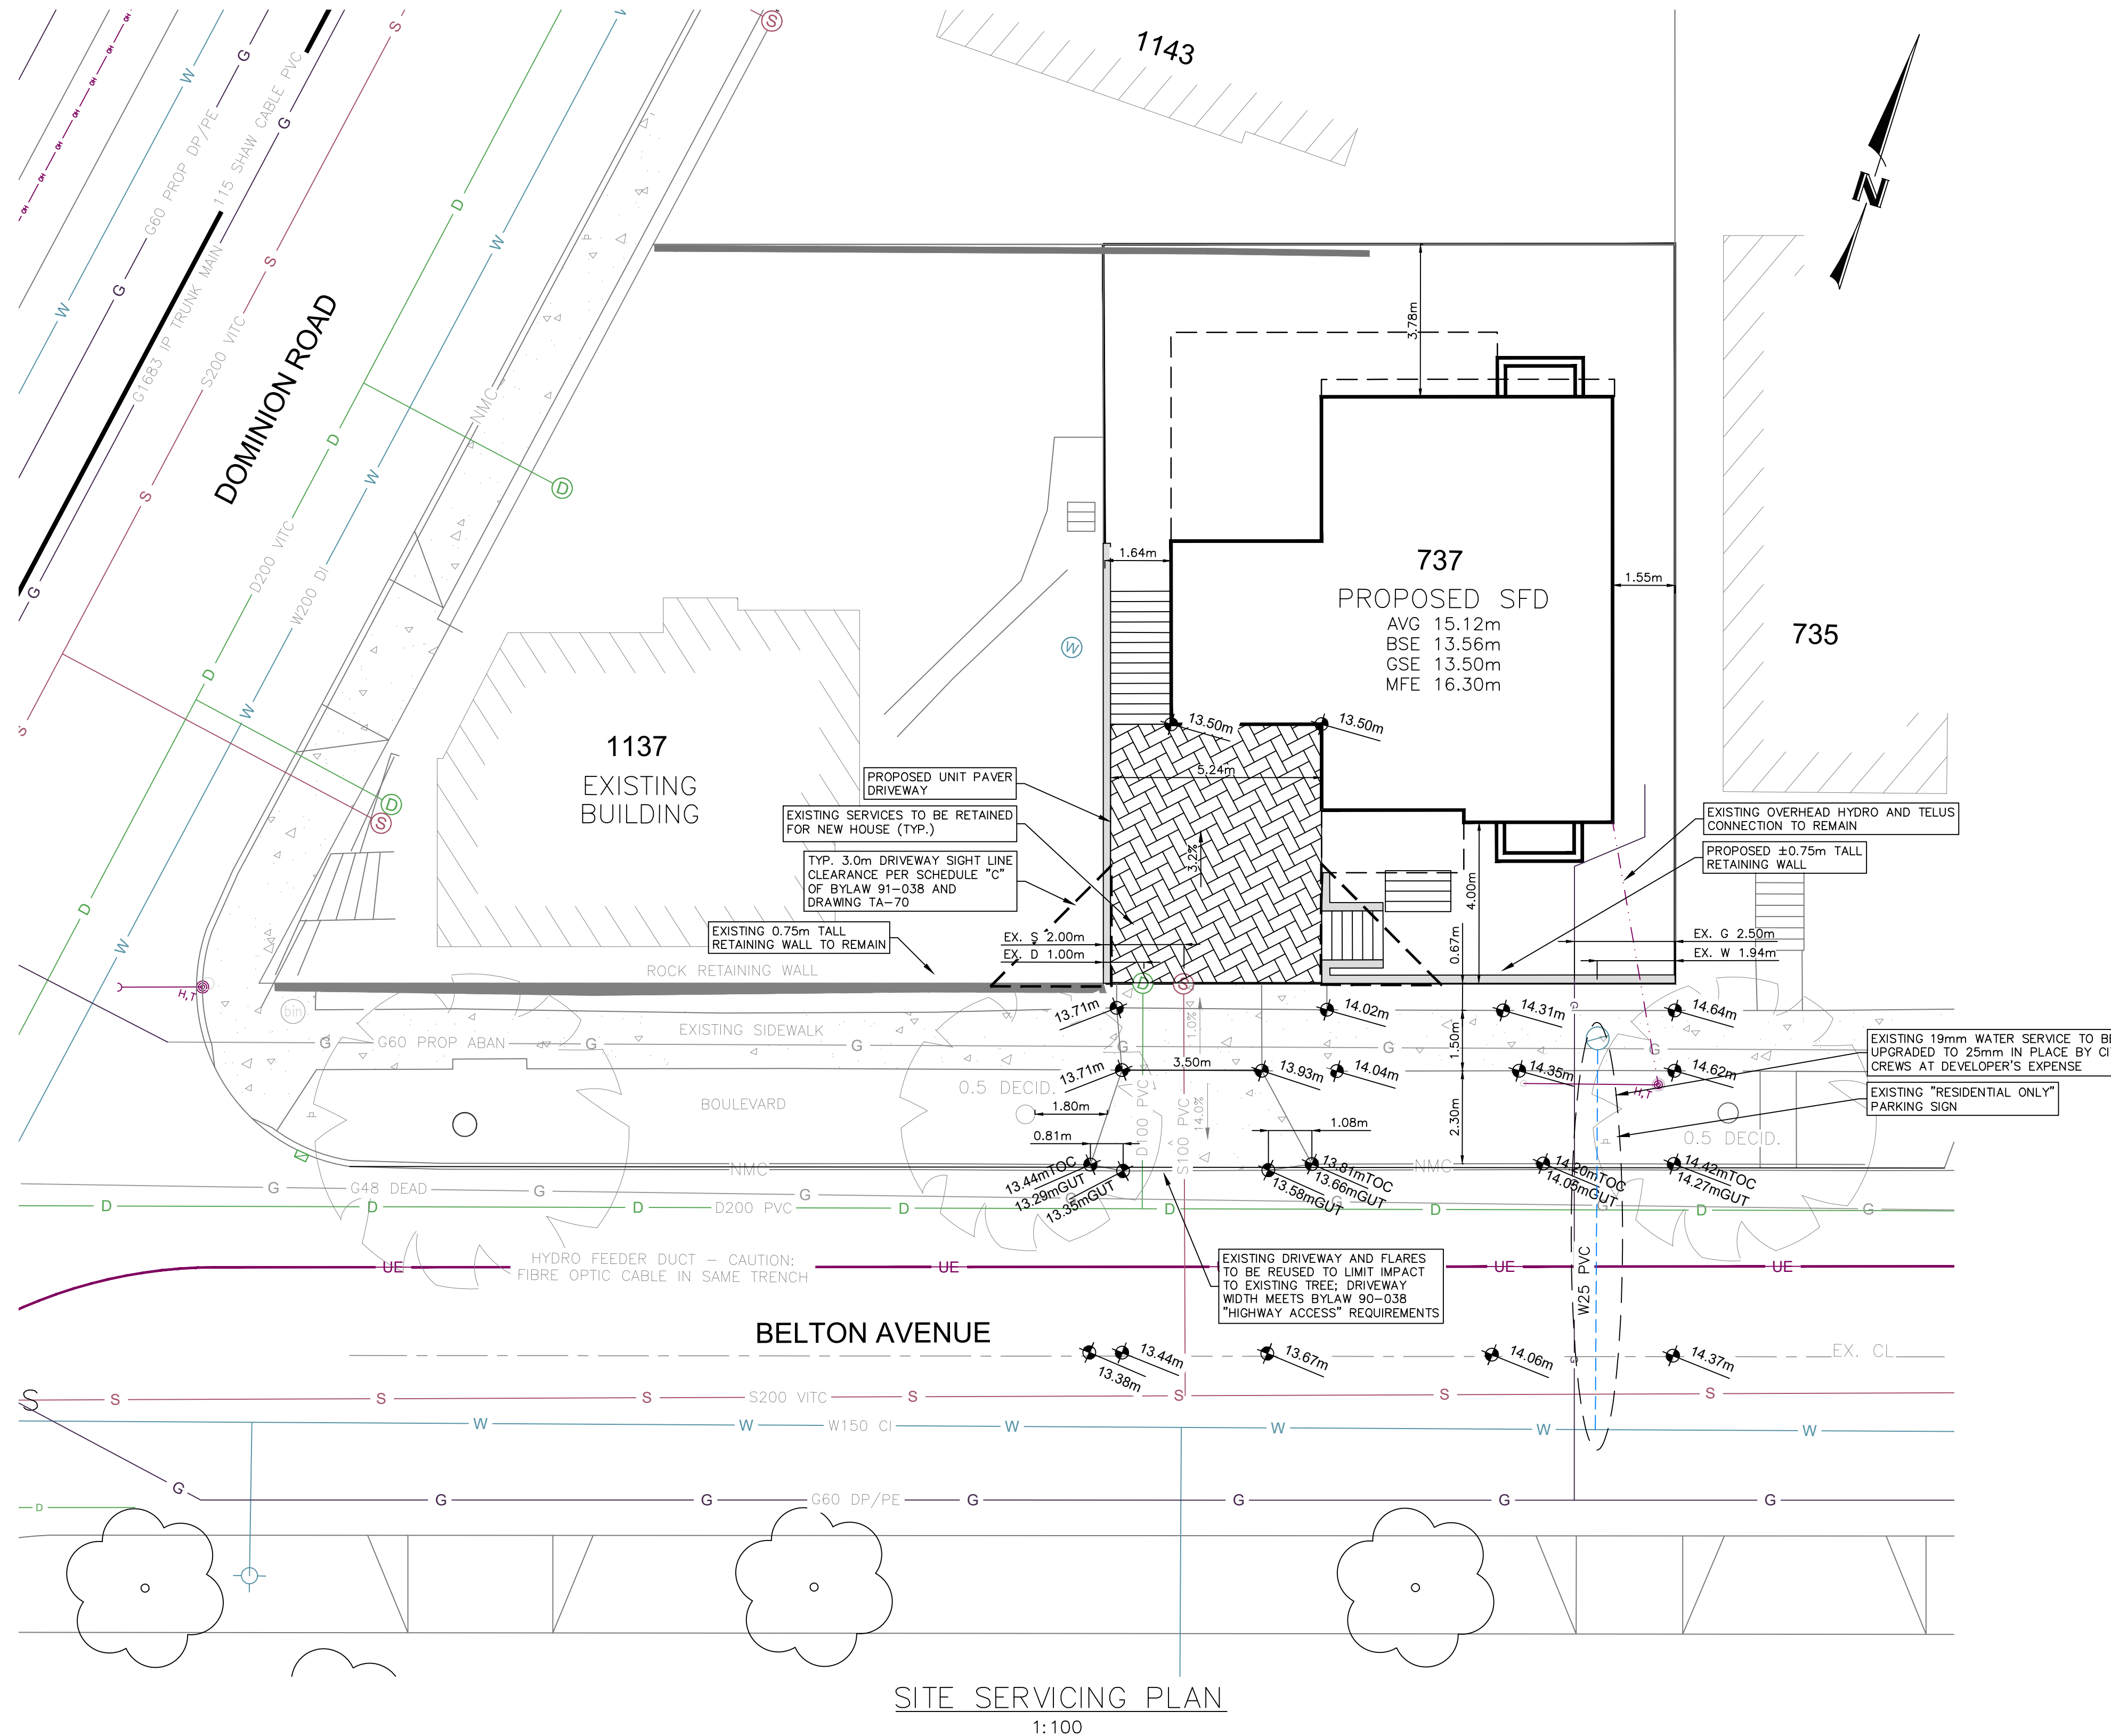 1143
N
G60 PROP DP/PE
115 SHAW CABLE PVC
G1683 IP TRUNK MAIN
S200 VITC
DOMINION ROAD
D200 VITC
W200 DI
NMC
3.78m
1.64m
1.55m
737
PROPOSED SFD
AVG 15.12m
BSE 13.56m
GSE 13.50m
MFE 16.30m
735
1137
EXISTING
BUILDING
13.50m
13.50m
5.24m
3.2%
PROPOSED UNIT PAVER
DRIVEWAY
EXISTING SERVICES TO BE RETAINED
FOR NEW HOUSE (TYP.)
TYP. 3.0m DRIVEWAY SIGHT LINE
CLEARANCE PER SCHEDULE "C"
OF BYLAW 91-038 AND
DRAWING TA-70
EXISTING 0.75m TALL
RETAINING WALL TO REMAIN
EXISTING OVERHEAD HYDRO AND TELUS
CONNECTION TO REMAIN
PROPOSED ±0.75m TALL
RETAINING WALL
EX. S 2.00m
EX. D 1.00m
4.00m
0.67m
EX. G 2.50m
EX. W 1.94m
ROCK RETAINING WALL
H,T
bin
13.71m
1.0%
14.02m
14.31m
14.64m
EXISTING SIDEWALK
G60 PROP ABAN
1.50m
EXISTING 19mm WATER SERVICE TO BE
UPGRADED TO 25mm IN PLACE BY CI
CREWS AT DEVELOPER'S EXPENSE
13.71m
3.50m
13.93m
14.04m
14.35m
14.62m
H,T
EXISTING "RESIDENTIAL ONLY"
PARKING SIGN
0.5 DECID.
BOULEVARD
1.80m
D100 PVC
S100 PVC
14.0%
1.08m
2.30m
0.5 DECID.
0.81m
NMC
13.44mTOC
13.29mGUT
13.35mGUT
13.81mTOC
13.66mGUT
13.58mGUT
NMC
14.20mTOC
14.05mGUT
14.42mTOC
14.27mGUT
G48 DEAD
D200 PVC
HYDRO FEEDER DUCT - CAUTION:
FIBRE OPTIC CABLE IN SAME TRENCH
UE
UE
UE
UE
EXISTING DRIVEWAY AND FLARES
TO BE REUSED TO LIMIT IMPACT
TO EXISTING TREE; DRIVEWAY
WIDTH MEETS BYLAW 90-038
"HIGHWAY ACCESS" REQUIREMENTS
W25 PVC
BELTON AVENUE
13.44m
13.38m
13.67m
14.06m
14.37m
EX. CL
S200 VITC
W150 CI
G60 DP/PE
SITE SERVICING PLAN
1:100